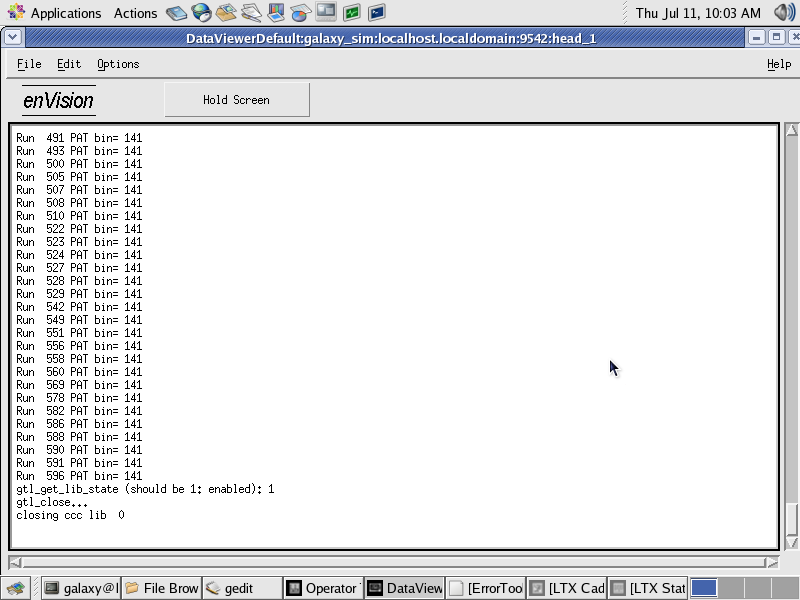 Applications Actions Thu Jul 11, 10:03 AM
DataViewerDefault:galaxy_sim:localhost.localdomain:9542:head_1
File Edit Options Help
enVision Hold Screen
Run  491 PAT bin= 141
Run  493 PAT bin= 141
Run  500 PAT bin= 141
Run  505 PAT bin= 141
Run  507 PAT bin= 141
Run  508 PAT bin= 141
Run  510 PAT bin= 141
Run  522 PAT bin= 141
Run  523 PAT bin= 141
Run  524 PAT bin= 141
Run  527 PAT bin= 141
Run  528 PAT bin= 141
Run  529 PAT bin= 141
Run  542 PAT bin= 141
Run  549 PAT bin= 141
Run  551 PAT bin= 141
Run  556 PAT bin= 141
Run  558 PAT bin= 141
Run  560 PAT bin= 141
Run  569 PAT bin= 141
Run  578 PAT bin= 141
Run  582 PAT bin= 141
Run  586 PAT bin= 141
Run  588 PAT bin= 141
Run  590 PAT bin= 141
Run  591 PAT bin= 141
Run  596 PAT bin= 141
gtl_get_lib_state (should be 1: enabled): 1
gtl_close...
closing ccc lib  0
galaxy@l File Brow gedit Operator DataView [ErrorToo [LTX Cad [LTX Stat